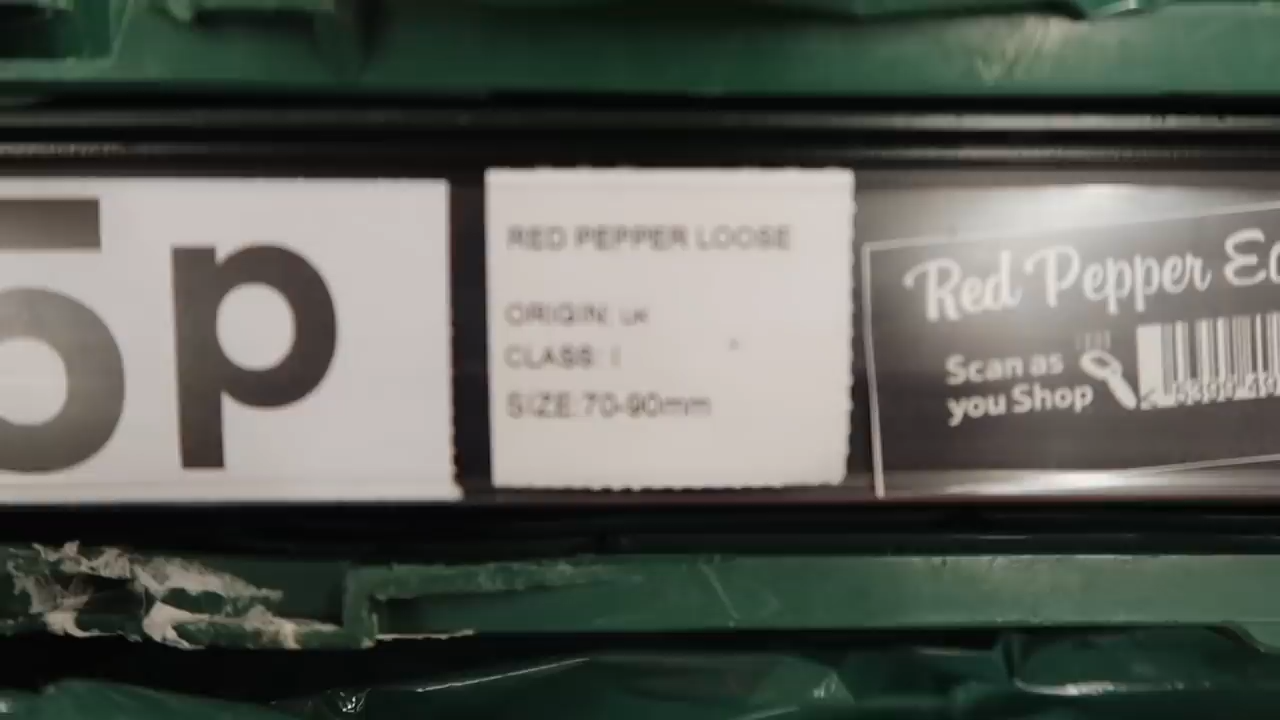 5p
RED PEPPER LOOSE
ORIGIN: UK
CLASS: I
SIZE:70-90mm
Red Pepper
Scan as
you Shop